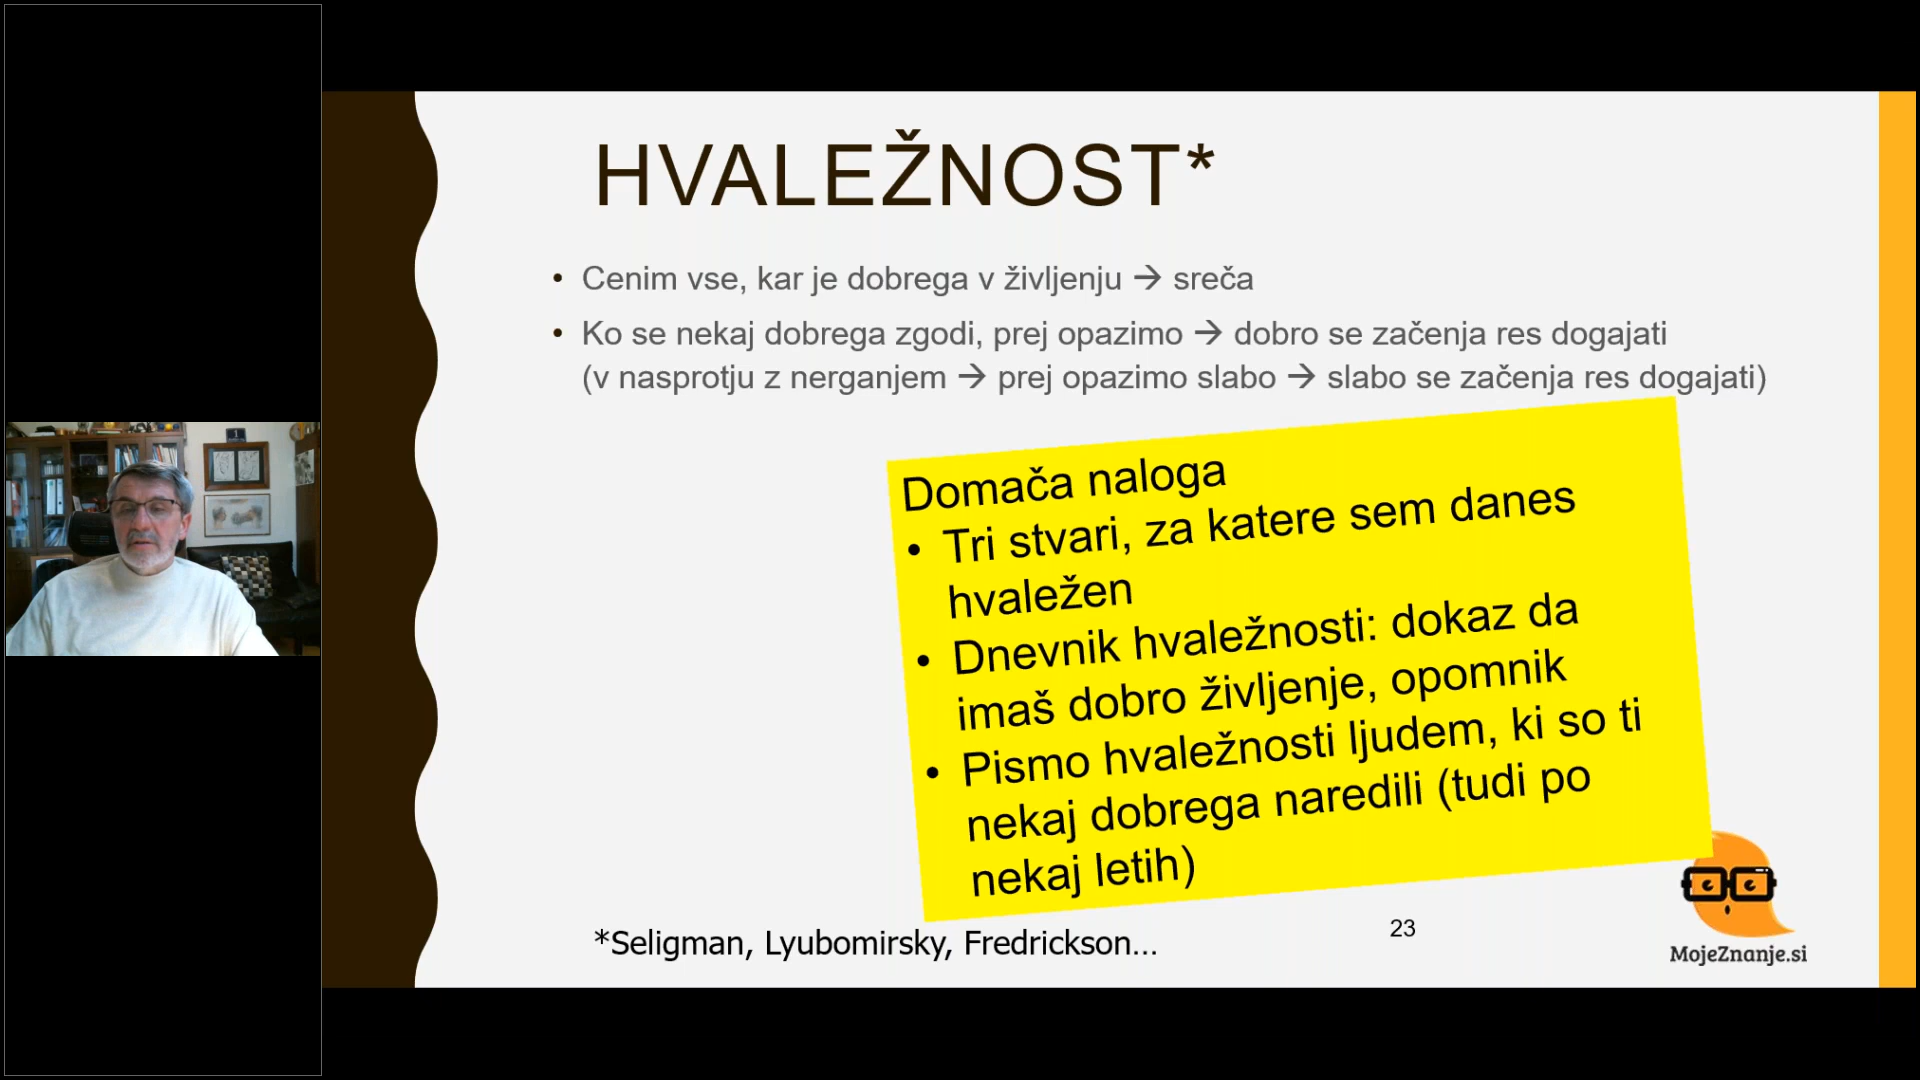 HVALEŽNOST*
• Cenim vse, kar je dobrega v življenju → sreča
• Ko se nekaj dobrega zgodi, prej opazimo → dobro se začenja res dogajati
(v nasprotju z nerganjem → prej opazimo slabo → slabo se začenja res dogajati)
Domača naloga
• Tri stvari, za katere sem danes
hvaležen
• Dnevnik hvaležnosti: dokaz da
imaš dobro življenje, opomnik
• Pismo hvaležnosti ljudem, ki so ti
nekaj dobrega naredili (tudi po
nekaj letih)
*Seligman, Lyubomirsky, Fredrickson...
23
MojeZnanje.si